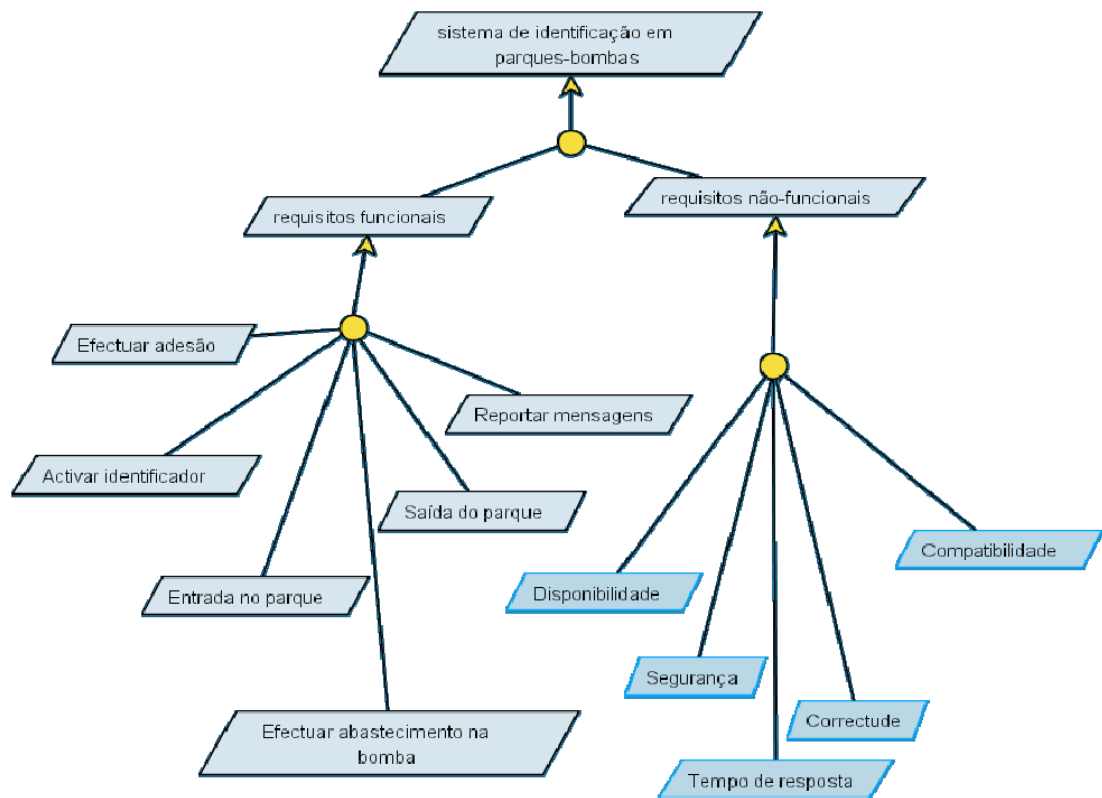 sistema de identificação em
parques-bombas
requisitos funcionais
requisitos não-funcionais
Efectuar adesão
Reportar mensagens
Activar identificador
Saída do parque
Entrada no parque
Efectuar abastecimento na
bomba
Compatibilidade
Disponibilidade
Segurança
Correctude
Tempo de resposta